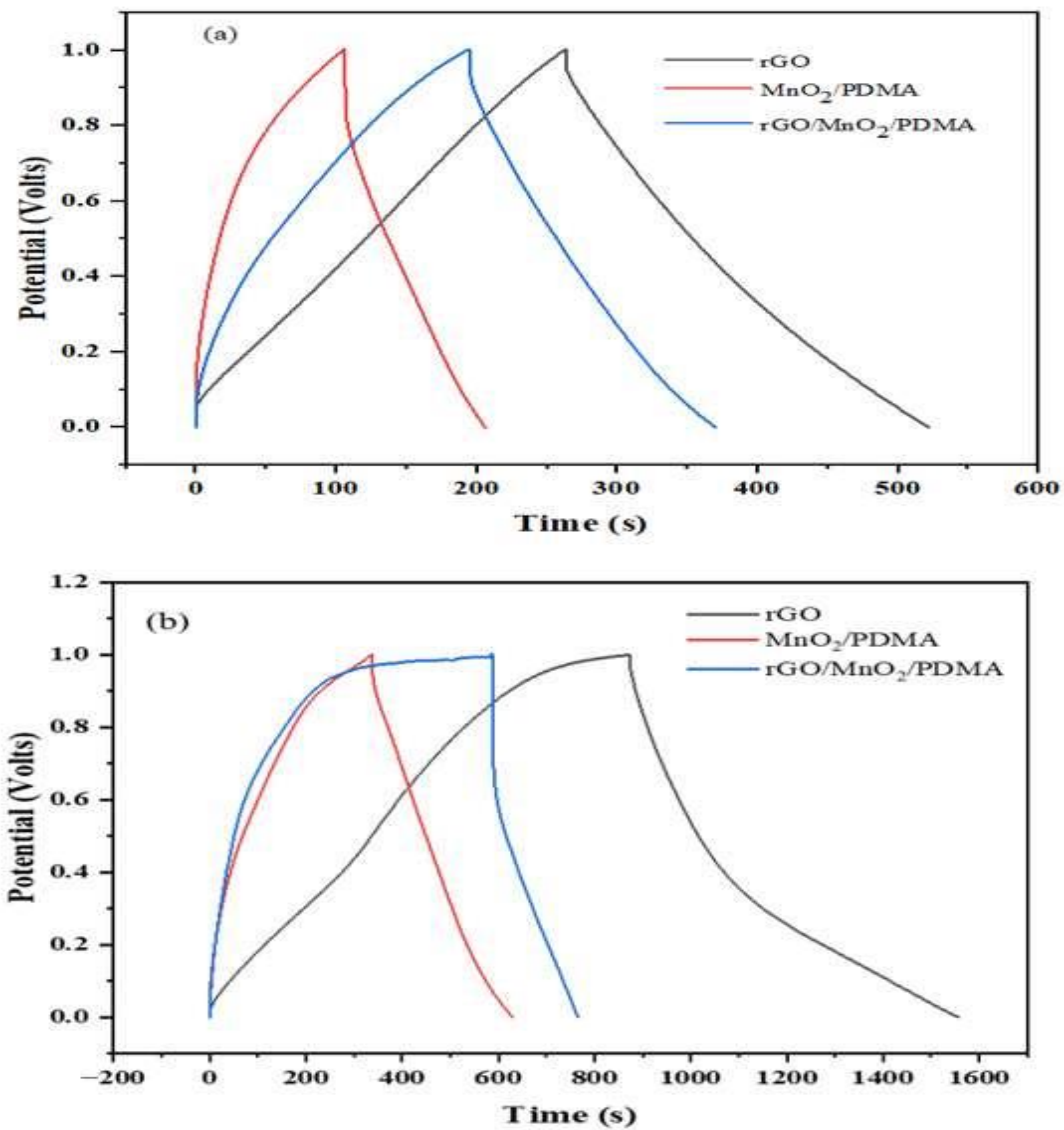 (a)
rGO
MnO₂/PDMA
rGO/MnO₂/PDMA
1.0
0.8
0.6
0.4
0.2
0.0
Potential (Volts)
0 100 200 300 400 500 600
Time (s)
(b)
rGO
MnO₂/PDMA
rGO/MnO₂/PDMA
1.2
1.0
0.8
0.6
0.4
0.2
0.0
Potential (Volts)
−200 0 200 400 600 800 1000 1200 1400 1600
Time (s)